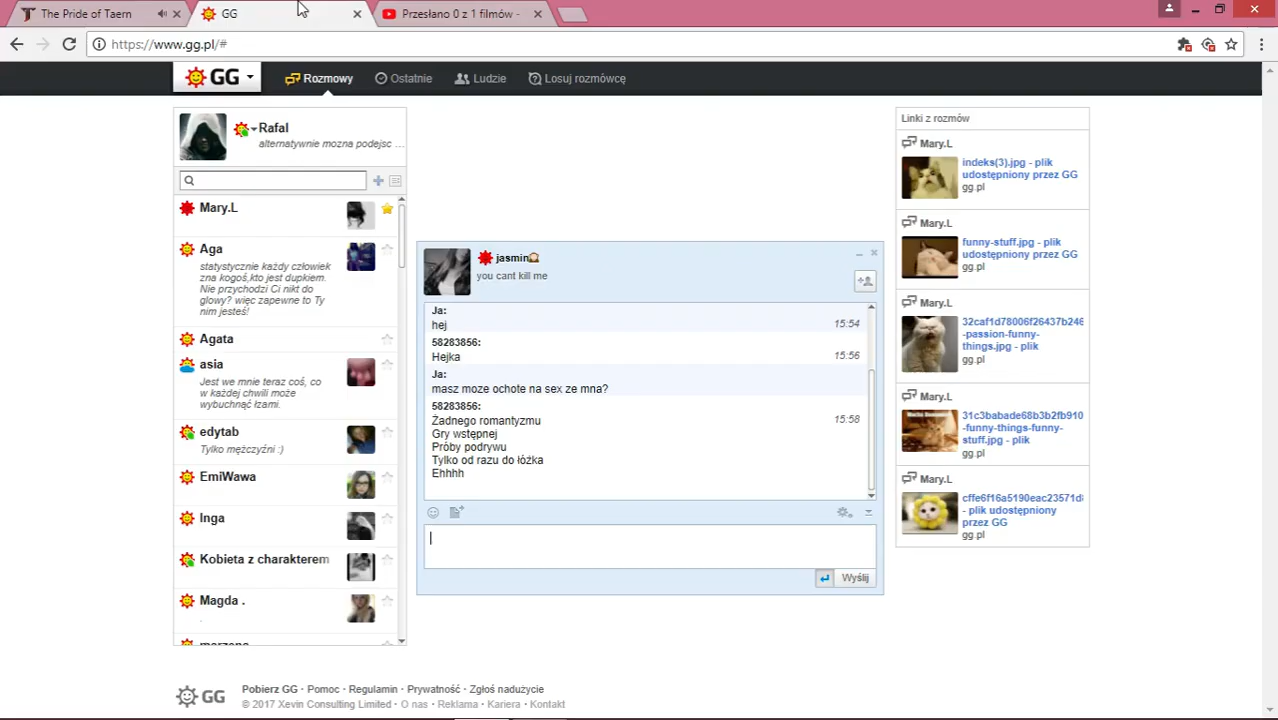 The Pride of Taern
GG
Przesłano 0 z 1 filmów -
https://www.gg.pl/#
GG
Rozmowy
Ostatnie
Ludzie
Losuj rozmówcę
Rafal
alternatywnie mozna podejsc ...
Mary.L
Aga
statystycznie każdy człowiek
zna kogoś,kto jest dupkiem.
Nie przychodzi Ci nikt do
glowy? więc zapewne to Ty
nim jesteś!
Agata
asia
Jest we mnie teraz coś, co
w każdej chwili może
wybuchnąć łzami.
edytab
Tylko mężczyźni :)
EmiWawa
Inga
Kobieta z charakterem
Magda .
.
jasmin
you cant kill me
Ja:
hej 15:54
58283856:
Hejka 15:56
Ja:
masz moze ochote na sex ze mna?
58283856:
Żadnego romantyzmu 15:58
Gry wstępnej
Próby podrywu
Tylko od razu do łóżka
Ehhhh
Wyślij
Linki z rozmów
Mary.L
indeks(3).jpg - plik
udostępniony przez GG
gg.pl
Mary.L
funny-stuff.jpg - plik
udostępniony przez GG
gg.pl
Mary.L
32caf1d78006f26437b246
-passion-funny-
things.jpg - plik
gg.pl
Mary.L
31c3babade68b3b2fb910
-funny-things-funny-
stuff.jpg - plik
gg.pl
Mary.L
cffe6f16a5190eac23571d
- plik udostępniony
przez GG
gg.pl
GG
Pobierz GG · Pomoc · Regulamin · Prywatność · Zgłoś nadużycie
© 2017 Xevin Consulting Limited · O nas · Reklama · Kariera · Kontakt